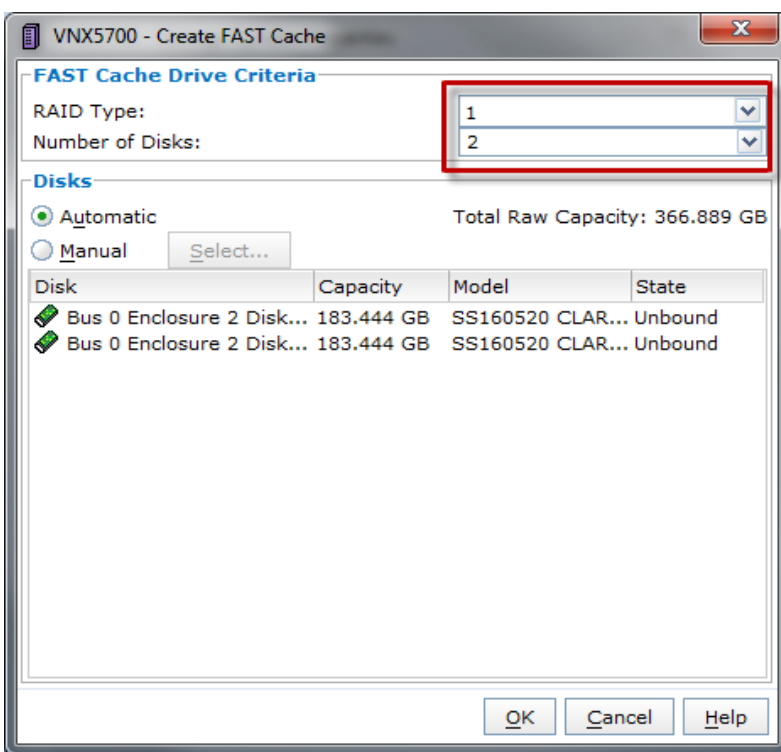 VNX5700 - Create FAST Cache
FAST Cache Drive Criteria
RAID Type: 1
Number of Disks: 2
Disks
Automatic Total Raw Capacity: 366.889 GB
Manual Select...
Disk Capacity Model State
Bus 0 Enclosure 2 Disk... 183.444 GB SS160520 CLAR... Unbound
Bus 0 Enclosure 2 Disk... 183.444 GB SS160520 CLAR... Unbound
OK Cancel Help